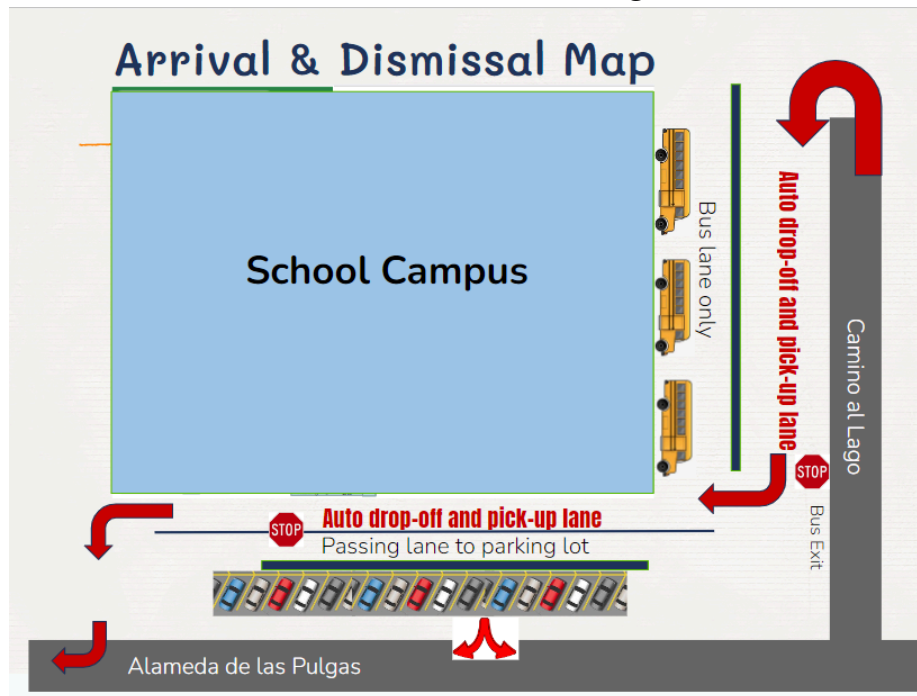 Arrival & Dismissal Map
School Campus
Bus lane only
Auto drop-off and pick-up lane
Camino al Lago
STOP
Bus Exit
STOP
Auto drop-off and pick-up lane
Passing lane to parking lot
Alameda de las Pulgas